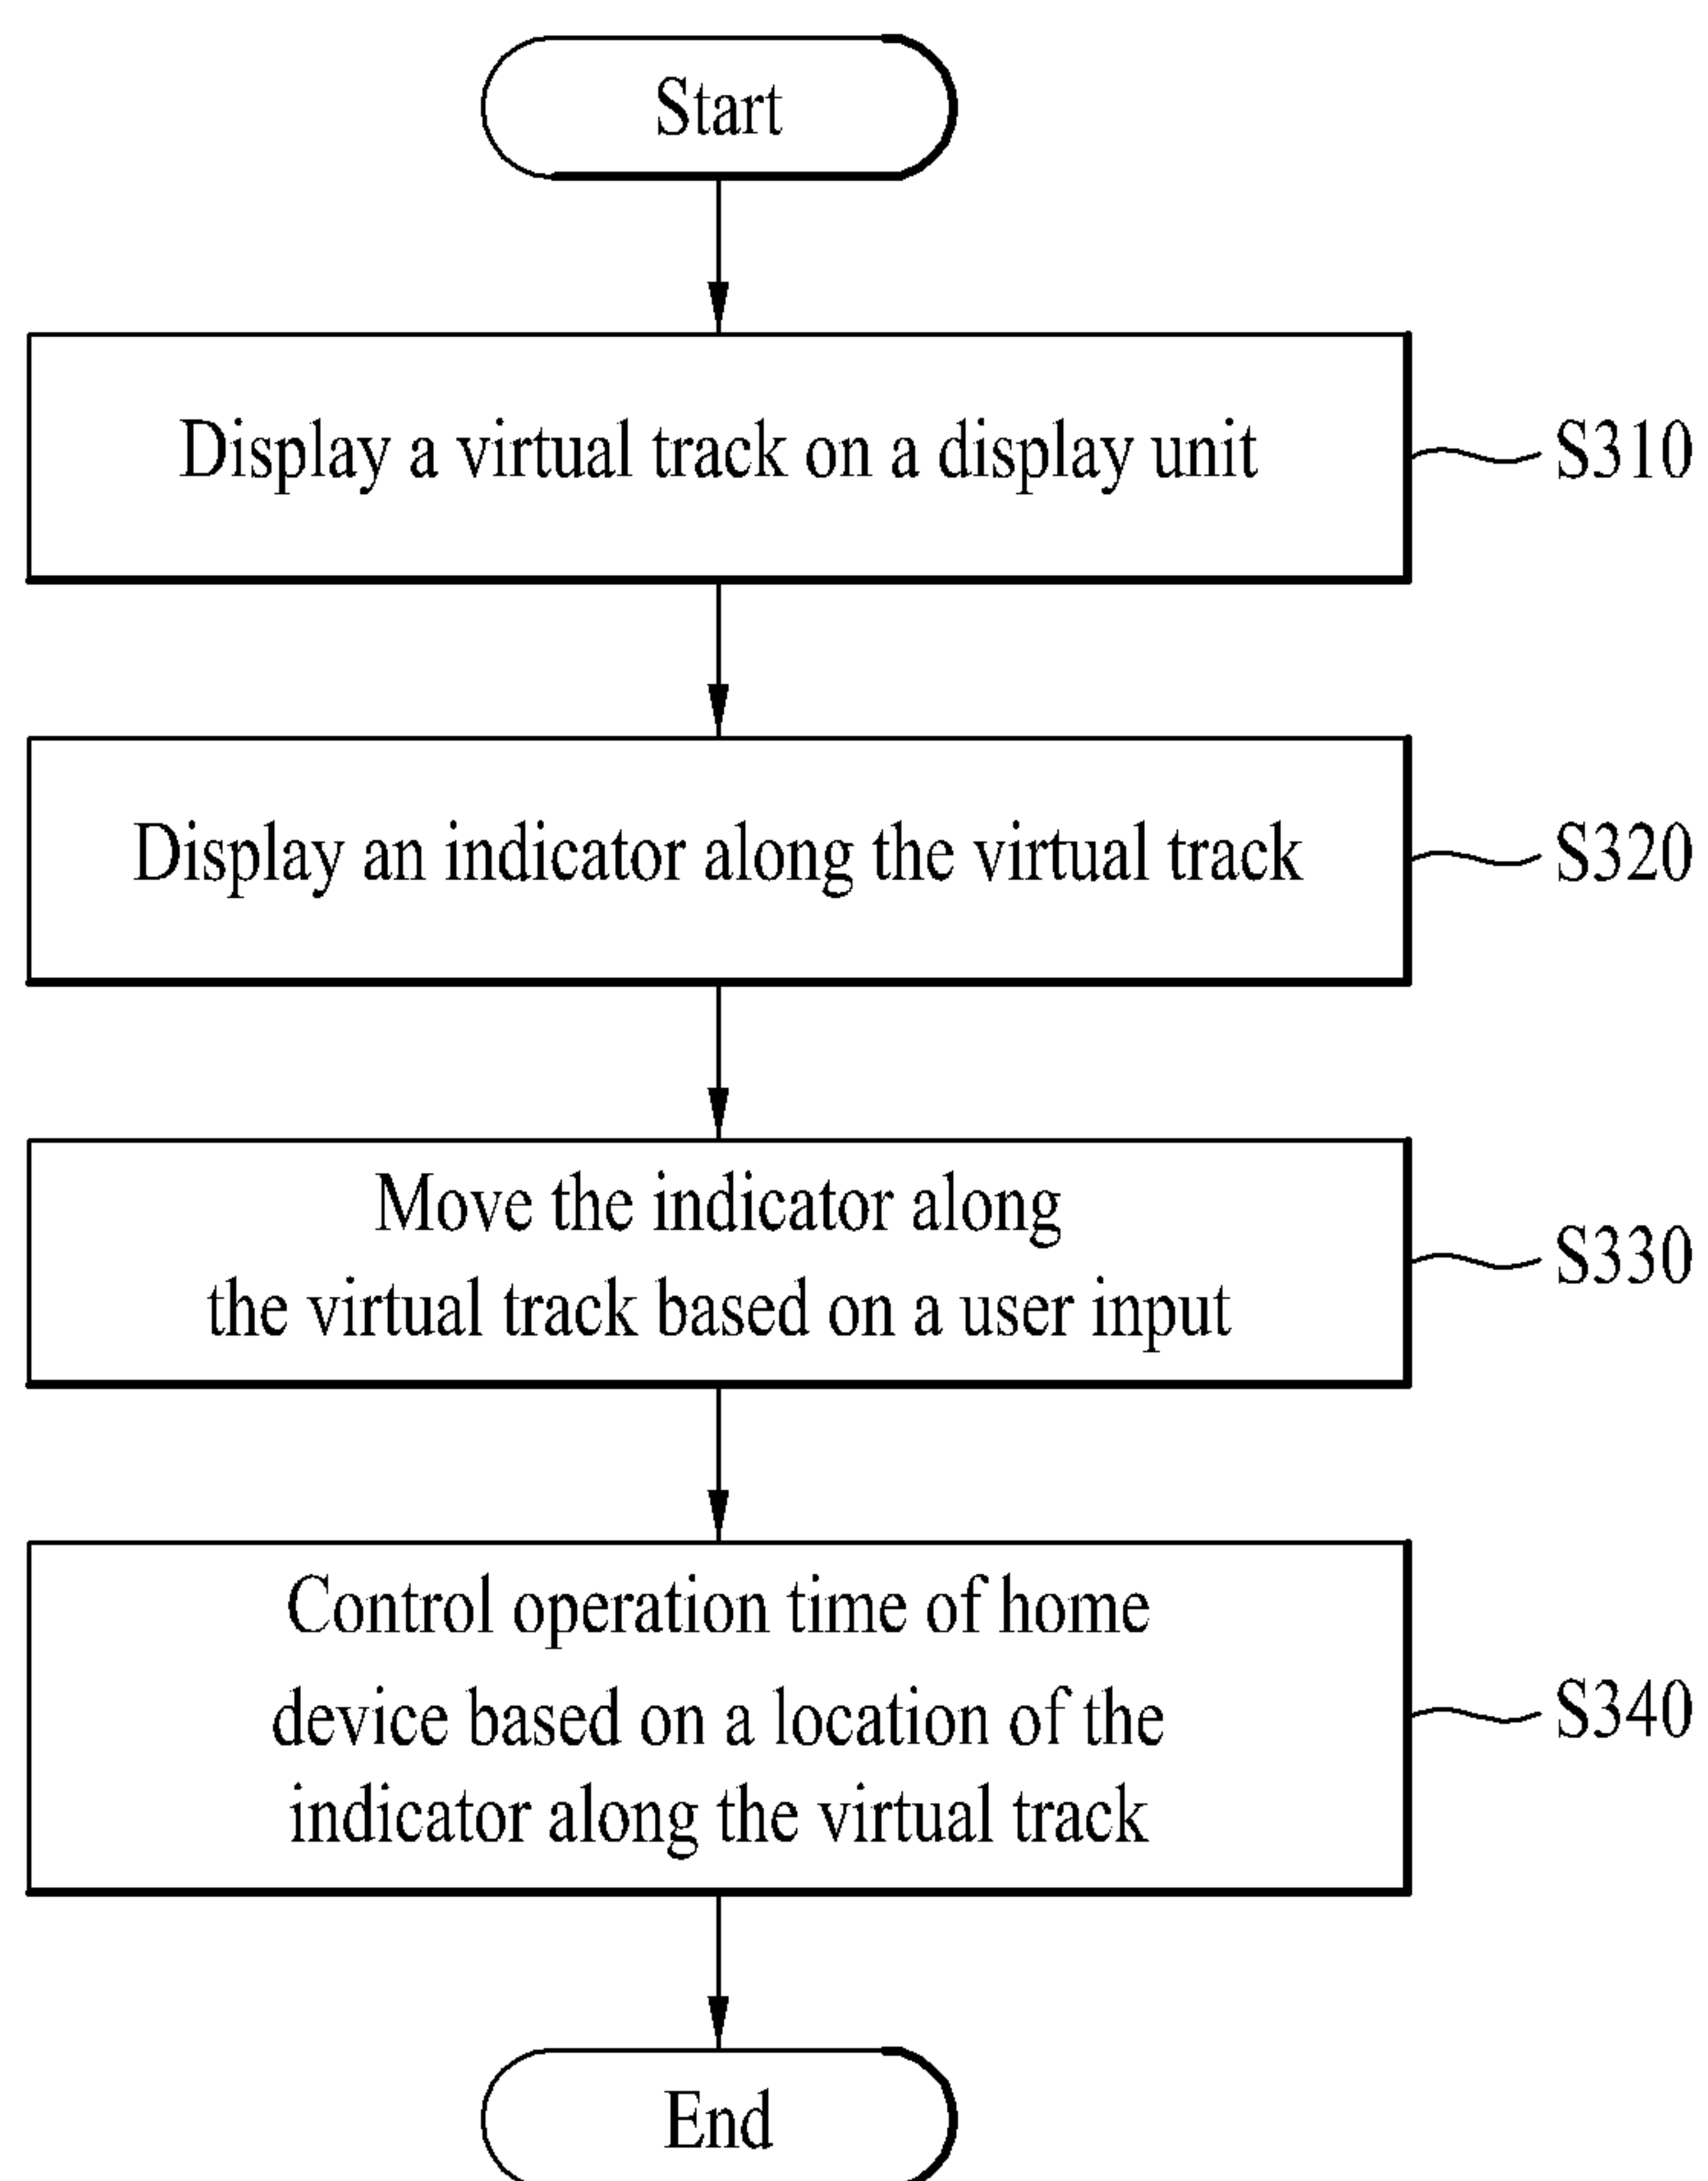 Start
Display a virtual track on a display unit
S310
Display an indicator along the virtual track
S320
Move the indicator along
the virtual track based on a user input
S330
Control operation time of home
device based on a location of the
indicator along the virtual track
S340
End